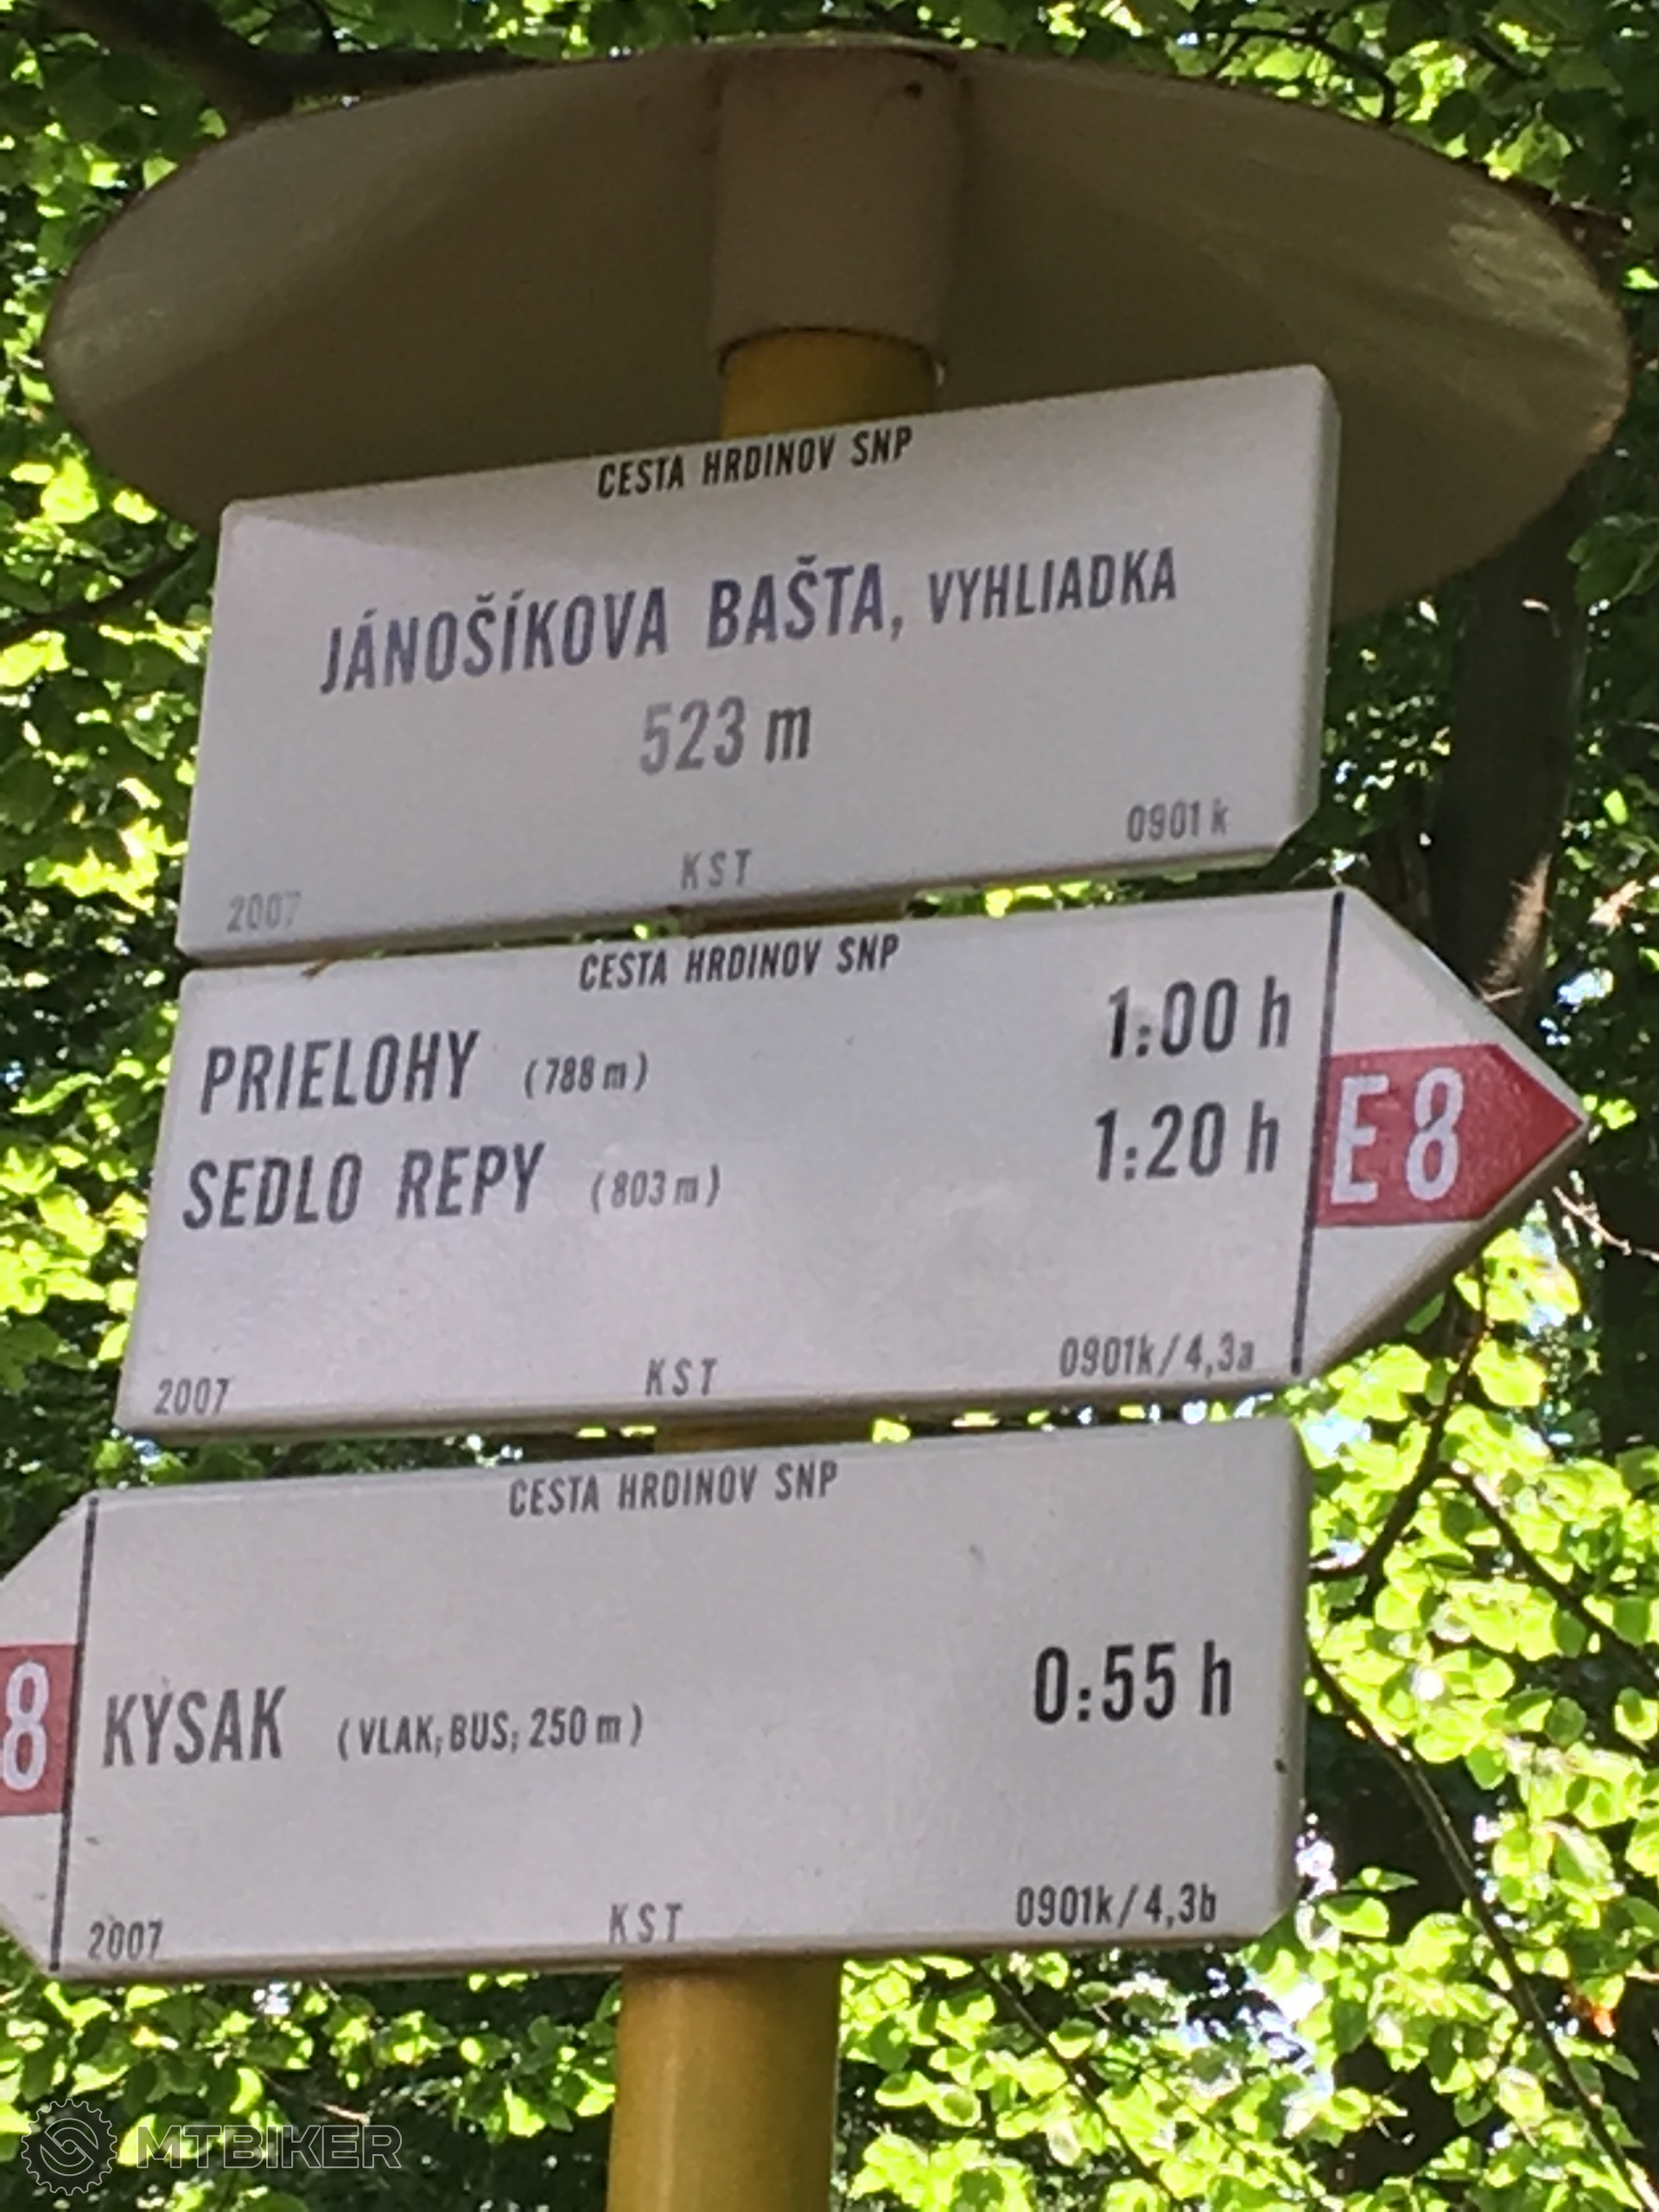 CESTA HRDINOV SNP
JÁNOŠÍKOVA BAŠTA, VYHLIADKA
523 m
0901 k
2007 KST
CESTA HRDINOV SNP
PRIELOHY (788 m) 1:00 h
SEDLO REPY (803 m) 1:20 h
E8
2007 KST 0901k/4,3a
CESTA HRDINOV SNP
8 KYSAK (VLAK, BUS, 250 m) 0:55 h
2007 KST 0901k/4,3b
MTBIKER